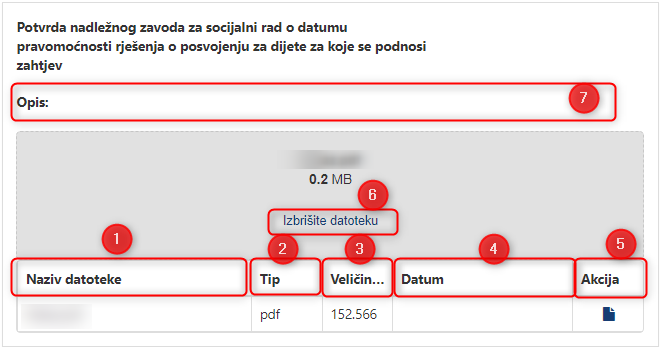 Potvrda nadležnog zavoda za socijalni rad o datumu
pravomoćnosti rješenja o posvojenju za dijete za koje se podnosi
zahtjev
Opis:
7
0.2 MB
6
Izbrišite datoteku
1
2
3
4
5
Naziv datoteke Tip Veličin... Datum Akcija
pdf 152.566